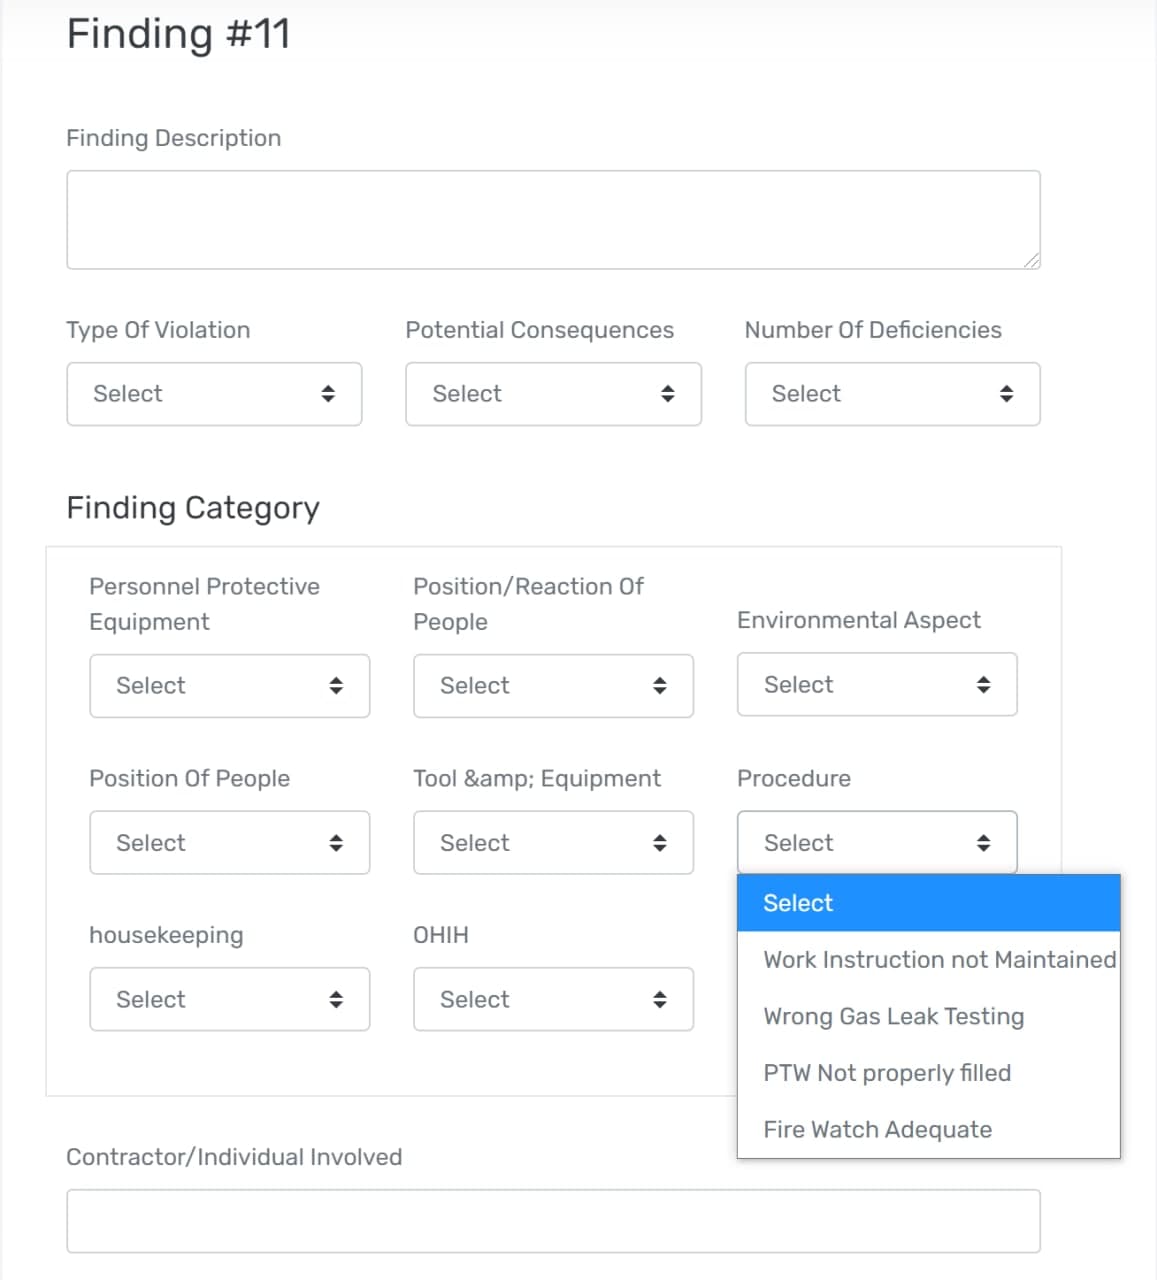 Finding #11
Finding Description
Type Of Violation
Potential Consequences
Number Of Deficiencies
Select
Select
Select
Finding Category
Personnel Protective
Equipment
Position/Reaction Of
People
Environmental Aspect
Select
Select
Select
Position Of People
Tool &amp; Equipment
Procedure
Select
Select
Select
Select
Work Instruction not Maintained
Wrong Gas Leak Testing
PTW Not properly filled
Fire Watch Adequate
housekeeping
OHIH
Select
Select
Contractor/Individual Involved